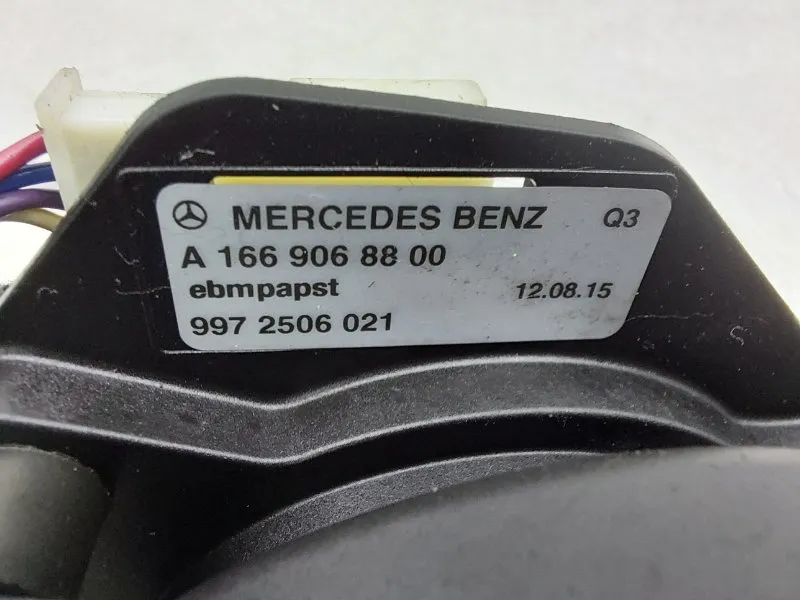 MERCEDES BENZ Q3
A 166 906 88 00
ebmpapst 12.08.15
997 2506 021